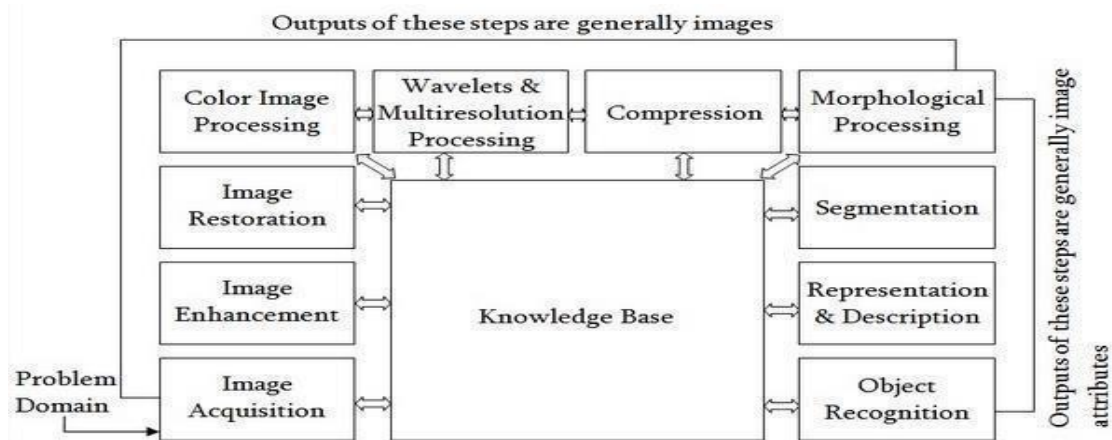 Outputs of these steps are generally images
Color Image
Processing
Wavelets &
Multiresolution
Processing
Compression
Morphological
Processing
Image
Restoration
Segmentation
Image
Enhancement
Knowledge Base
Representation
& Description
Problem
Domain
Image
Acquisition
Object
Recognition
Outputs of these steps are generally image
attributes